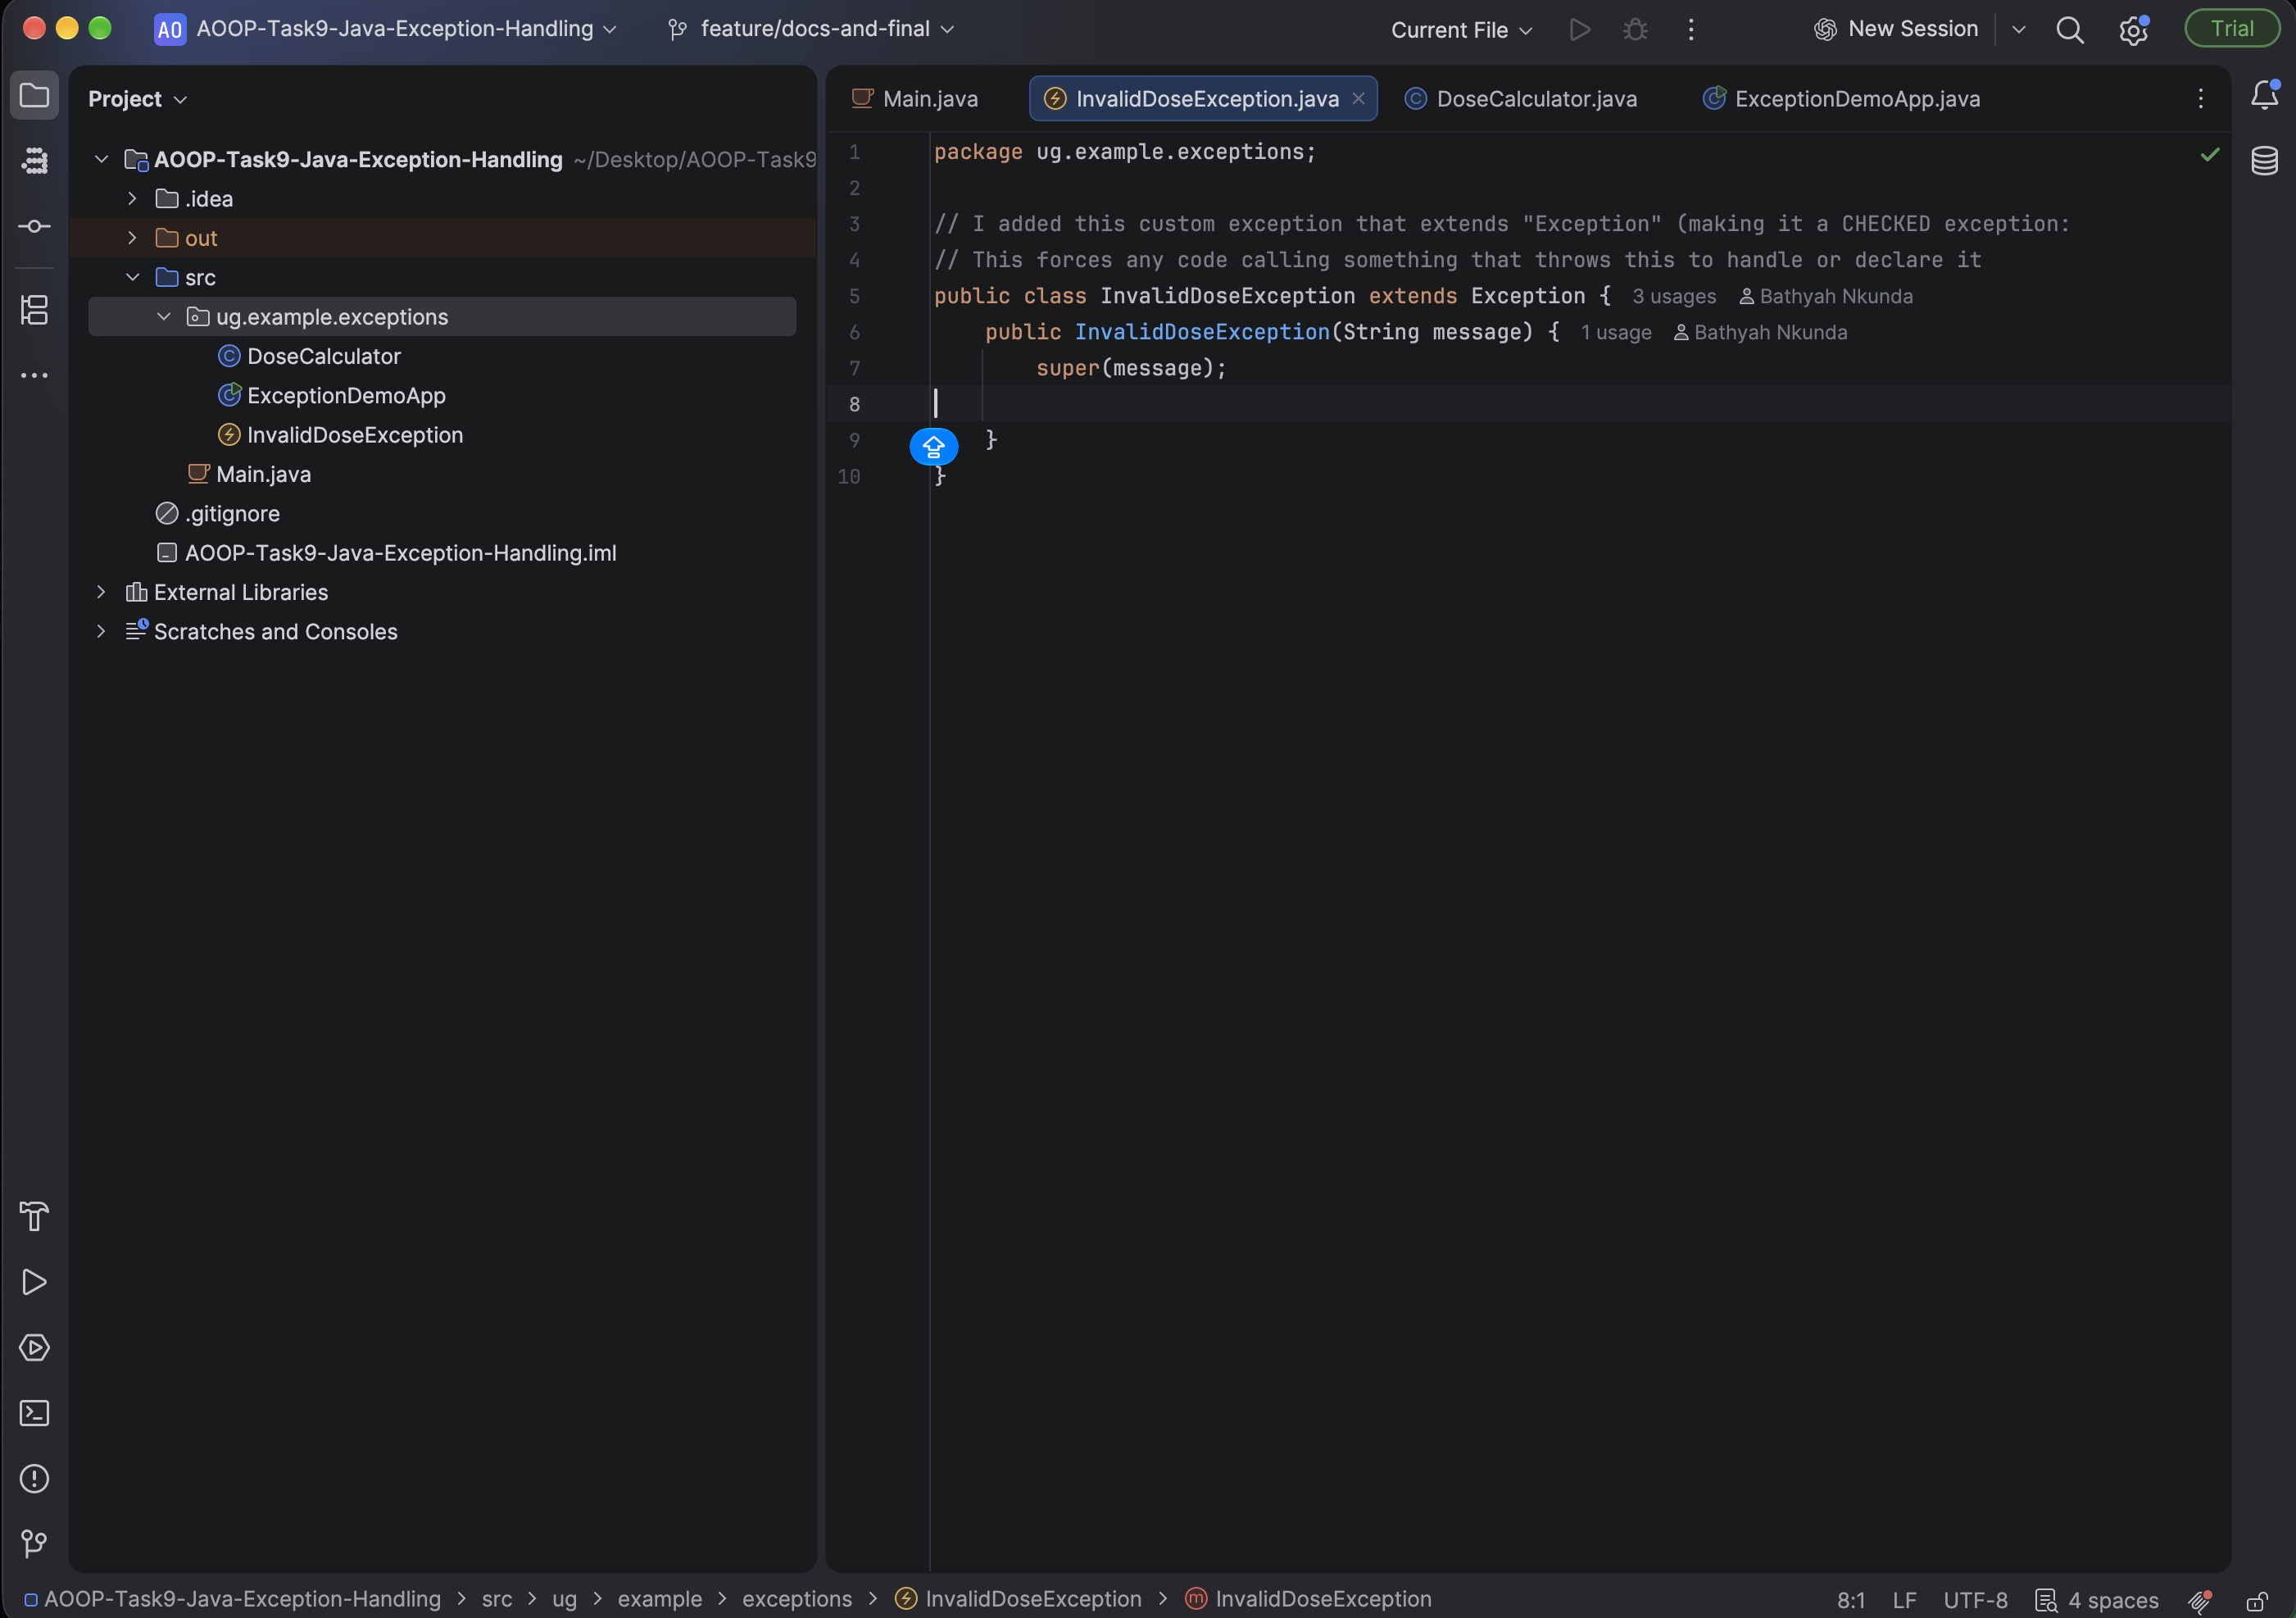 AO AOOP-Task9-Java-Exception-Handling feature/docs-and-final Current File New Session Trial
Project
AOOP-Task9-Java-Exception-Handling ~/Desktop/AOOP-Task9
.idea
out
src
ug.example.exceptions
DoseCalculator
ExceptionDemoApp
InvalidDoseException
Main.java
.gitignore
AOOP-Task9-Java-Exception-Handling.iml
External Libraries
Scratches and Consoles
Main.java InvalidDoseException.java DoseCalculator.java ExceptionDemoApp.java
1 package ug.example.exceptions;
2
3 // I added this custom exception that extends "Exception" (making it a CHECKED exception:
4 // This forces any code calling something that throws this to handle or declare it
5 public class InvalidDoseException extends Exception { 3 usages Bathyah Nkunda
6 public InvalidDoseException(String message) { 1 usage Bathyah Nkunda
7 super(message);
8
9 }
10 }
AOOP-Task9-Java-Exception-Handling > src > ug > example > exceptions > InvalidDoseException > m InvalidDoseException 8:1 LF UTF-8 4 spaces